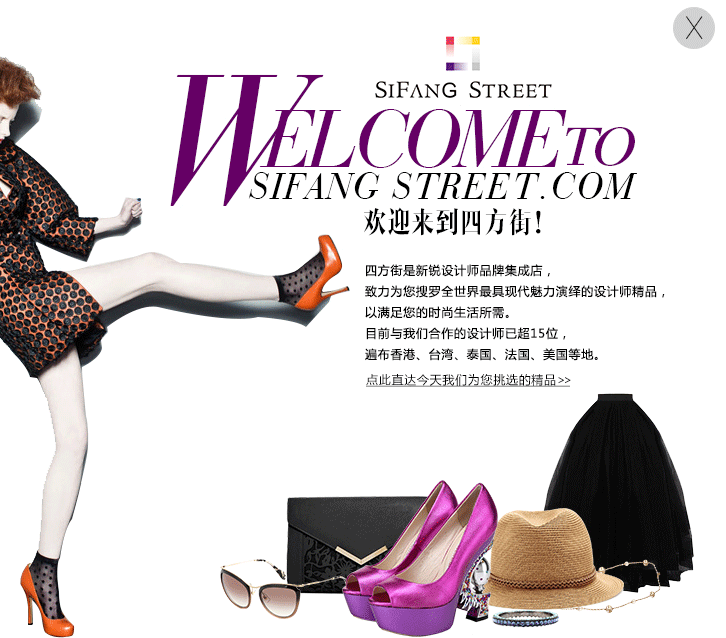 X
SIFANG STREET
WELCOME TO
SIFANG STREET.COM
欢迎来到四方街!
四方街是新锐设计师品牌集成店，
致力为您搜罗全世界最具现代魅力演绎的设计师精品，
以满足您的时尚生活所需。
目前与我们合作的设计师已超15位，
遍布香港、台湾、泰国、法国、美国等地。
点此直达今天我们为您挑选的精品>>